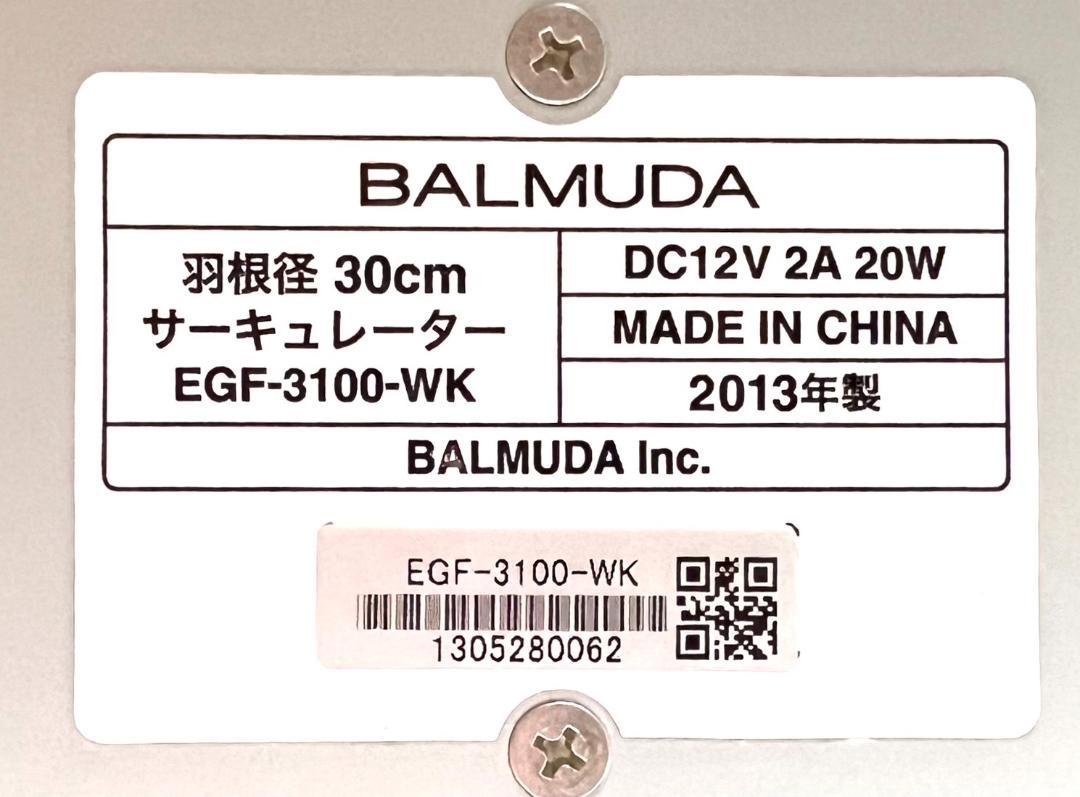 BALMUDA
羽根径 30cm
サーキュレーター
EGF-3100-WK
DC12V 2A 20W
MADE IN CHINA
2013年製
BALMUDA Inc.
EGF-3100-WK
1305280062